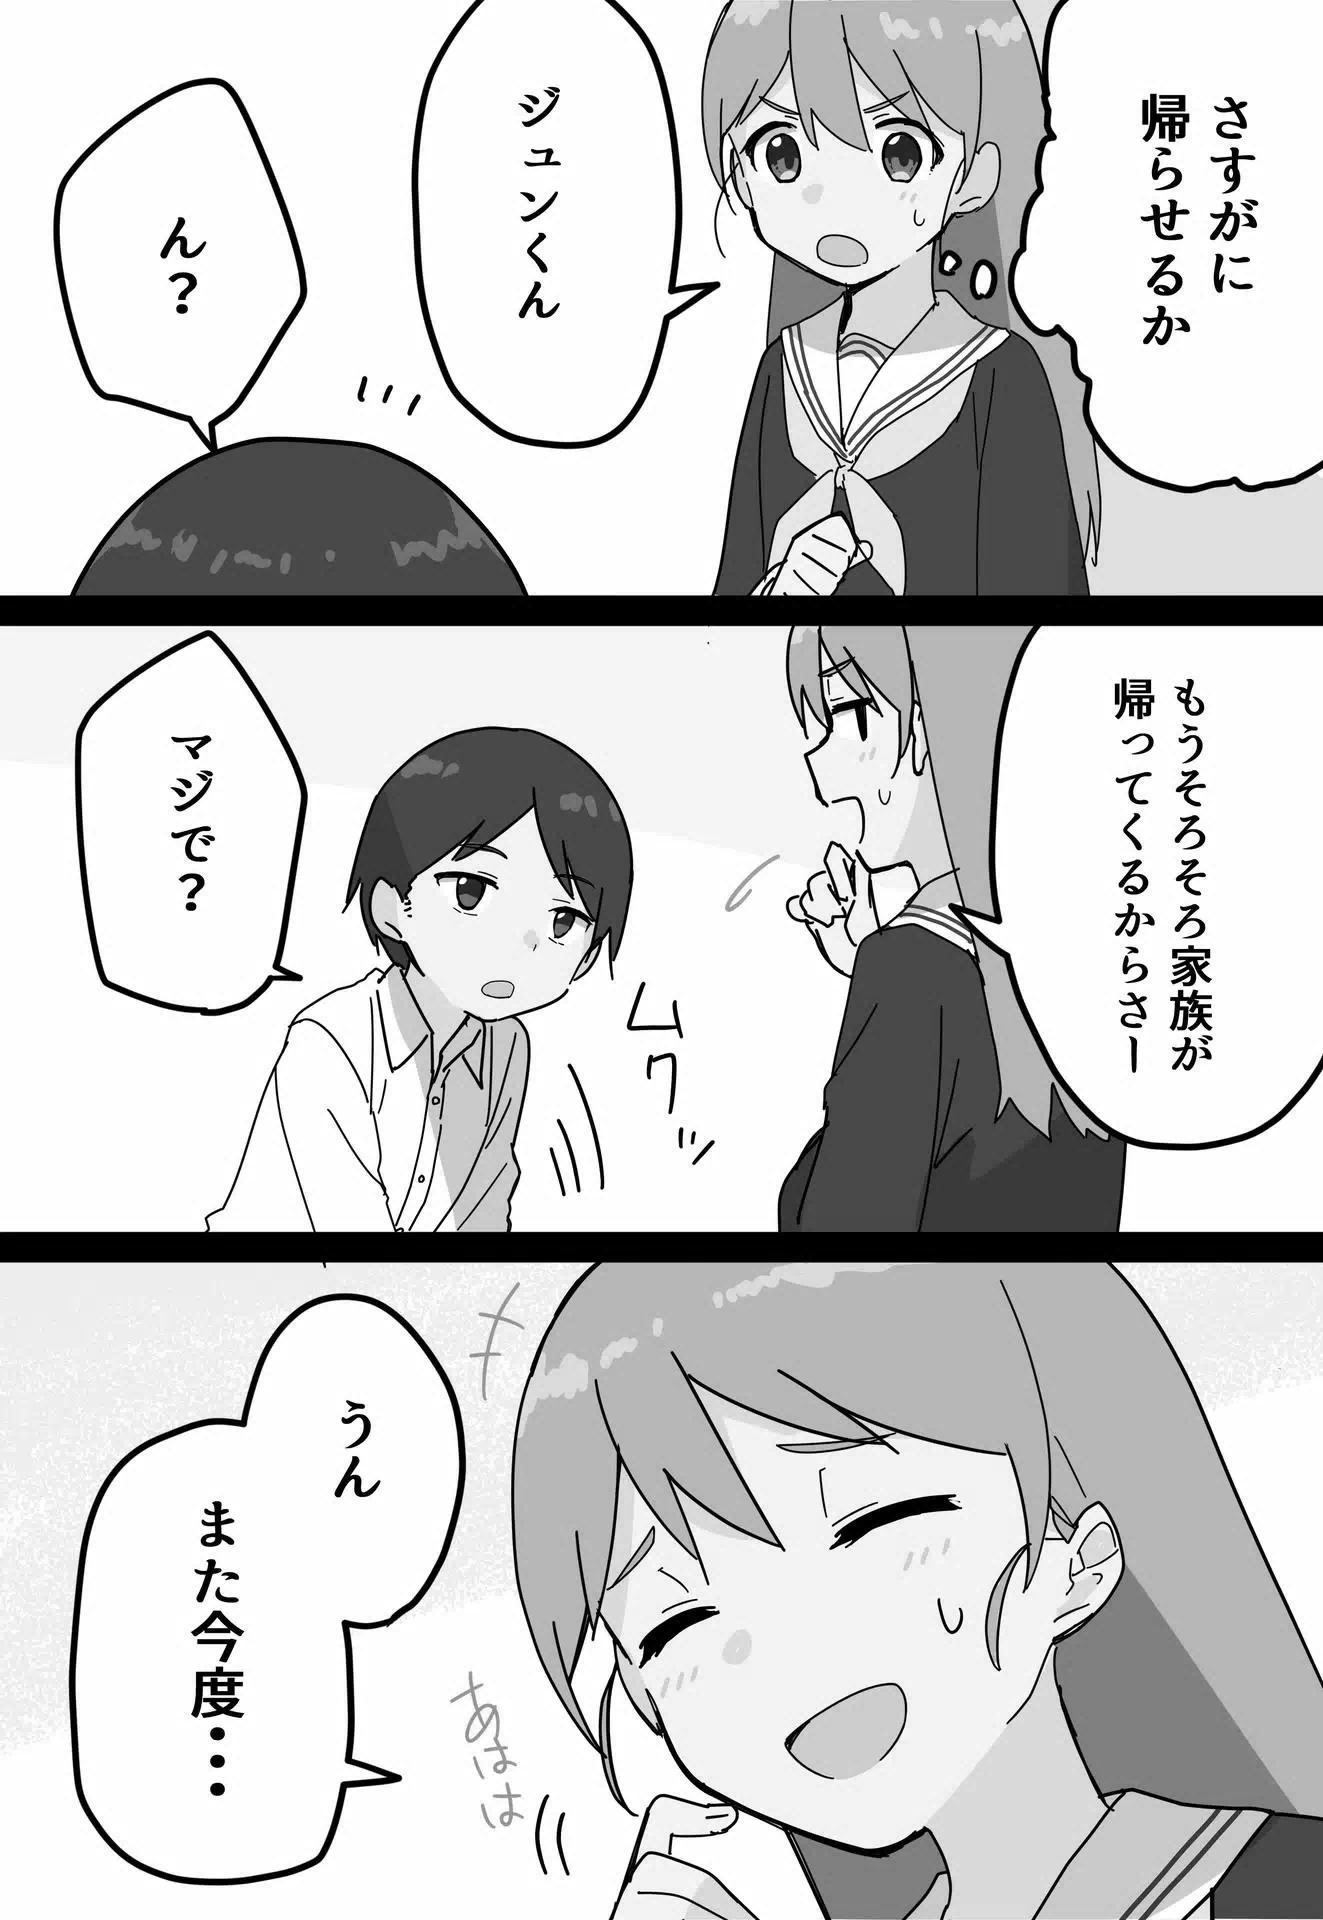 さすがに
帰らせるか
ジュンくん
ん?
もうそろそろ家族が
帰ってくるからさー
ムクッ
マジで?
うん
また今度・・・
あはは